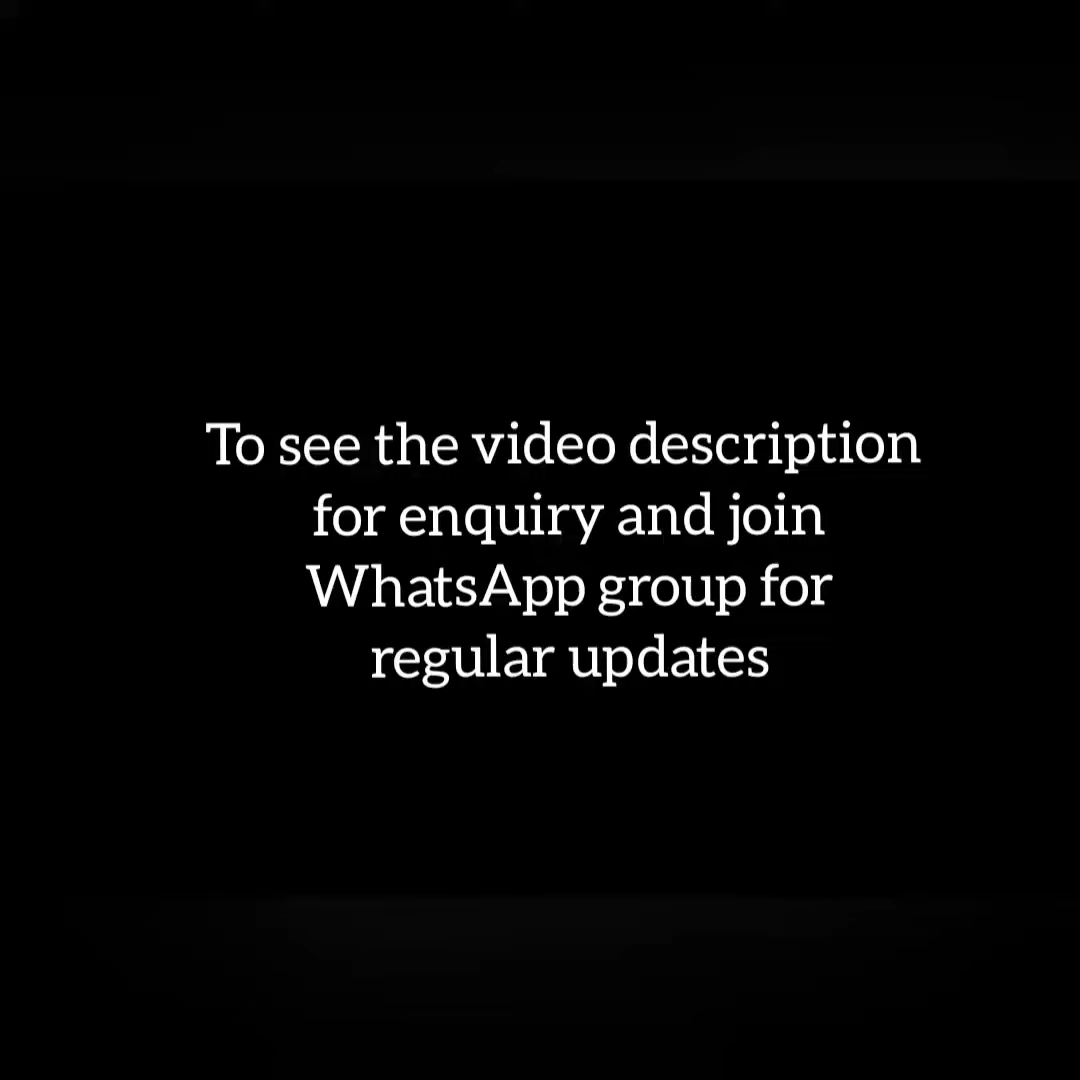 To see the video description
for enquiry and join
WhatsApp group for
regular updates